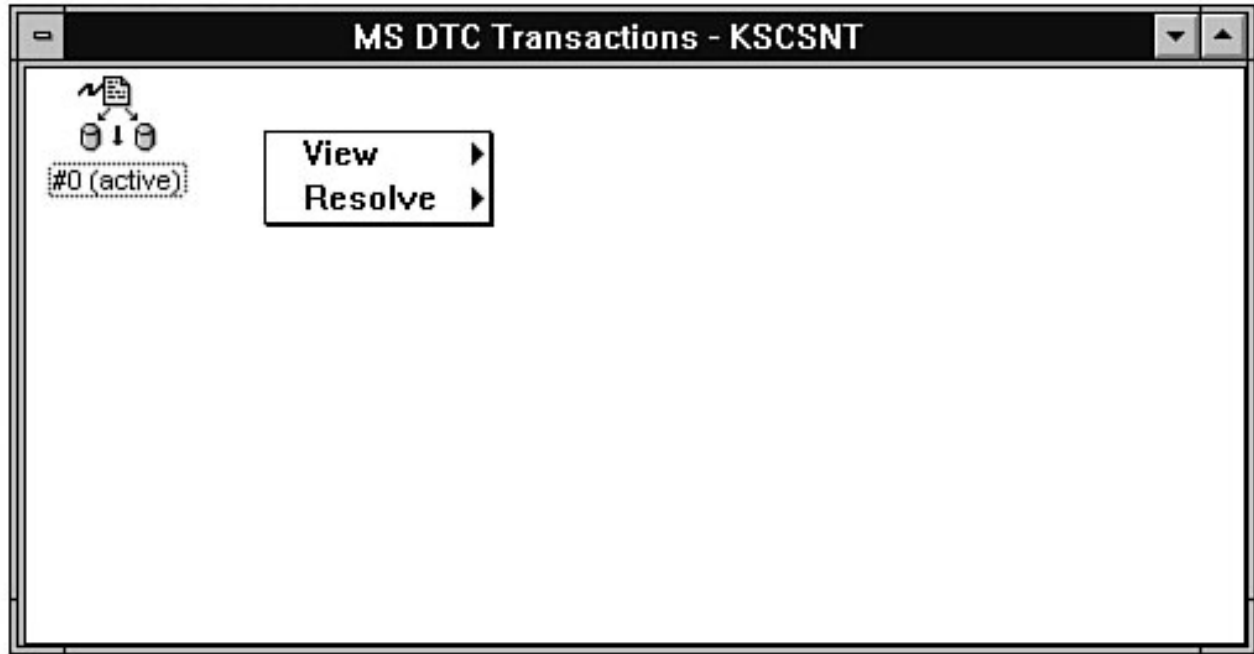 MS DTC Transactions - KSCSNT
#0 (active)
View
Resolve